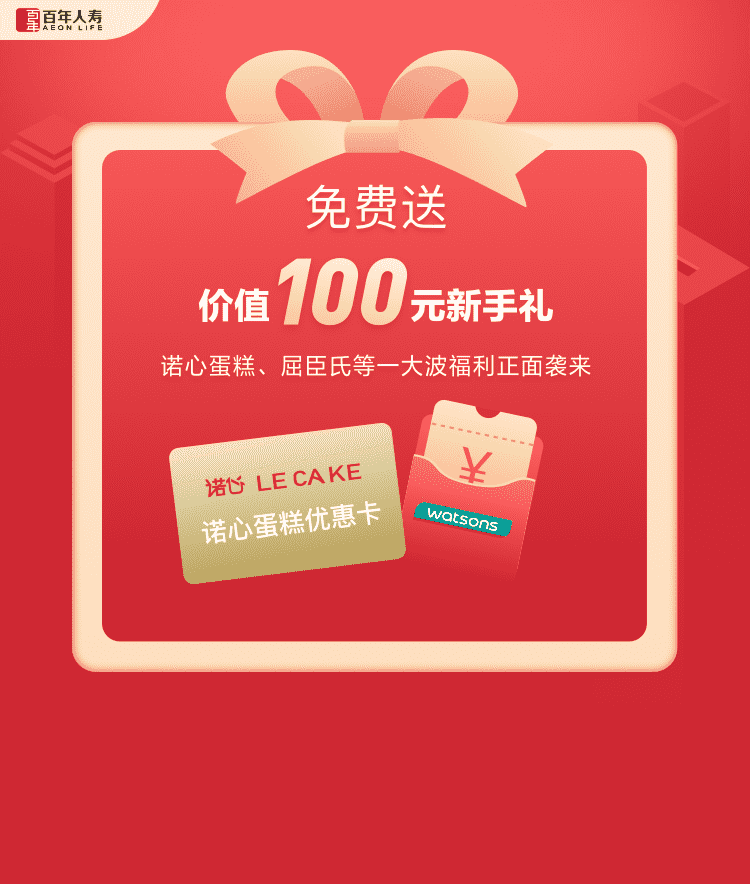 百年
百年人寿
AEON LIFE
免费送
价值100元新手礼
诺心蛋糕、屈臣氏等一大波福利正面袭来
诺心 LE CAKE
诺心蛋糕优惠卡
¥
watsons